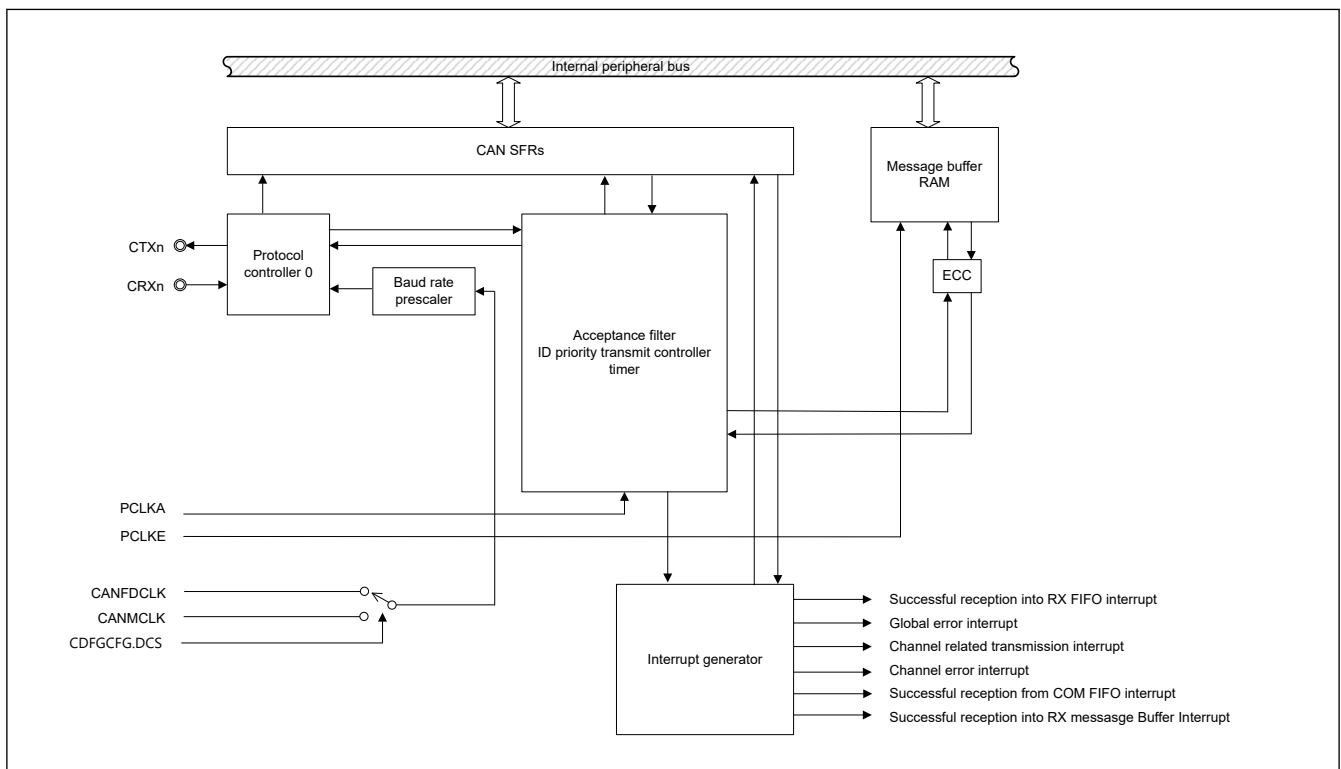 Internal peripheral bus
CAN SFRs
Message buffer
RAM
CTXn
CRXn
Protocol
controller 0
Baud rate
prescaler
ECC
Acceptance filter
ID priority transmit controller
timer
PCLKA
PCLKE
CANFDCLK
CANMCLK
CDFGCFG.DCS
Interrupt generator
Successful reception into RX FIFO interrupt
Global error interrupt
Channel related transmission interrupt
Channel error interrupt
Successful reception from COM FIFO interrupt
Successful reception into RX messasge Buffer Interrupt